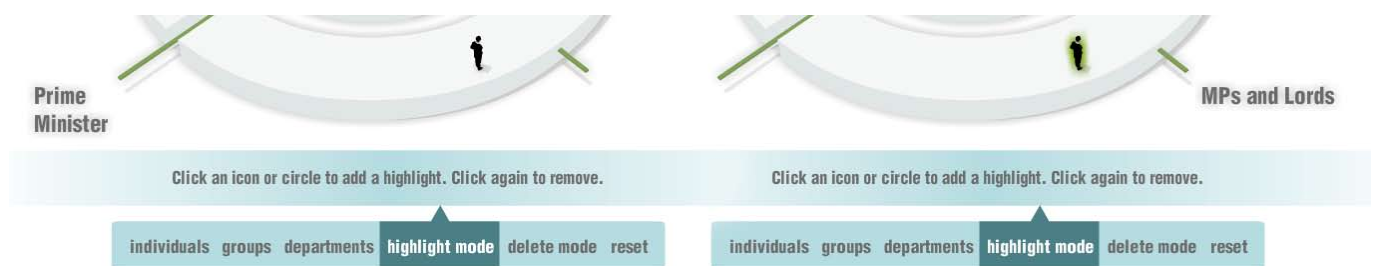 Prime
Minister
MPs and Lords
Click an icon or circle to add a highlight. Click again to remove.
Click an icon or circle to add a highlight. Click again to remove.
individuals groups departments highlight mode delete mode reset
individuals groups departments highlight mode delete mode reset